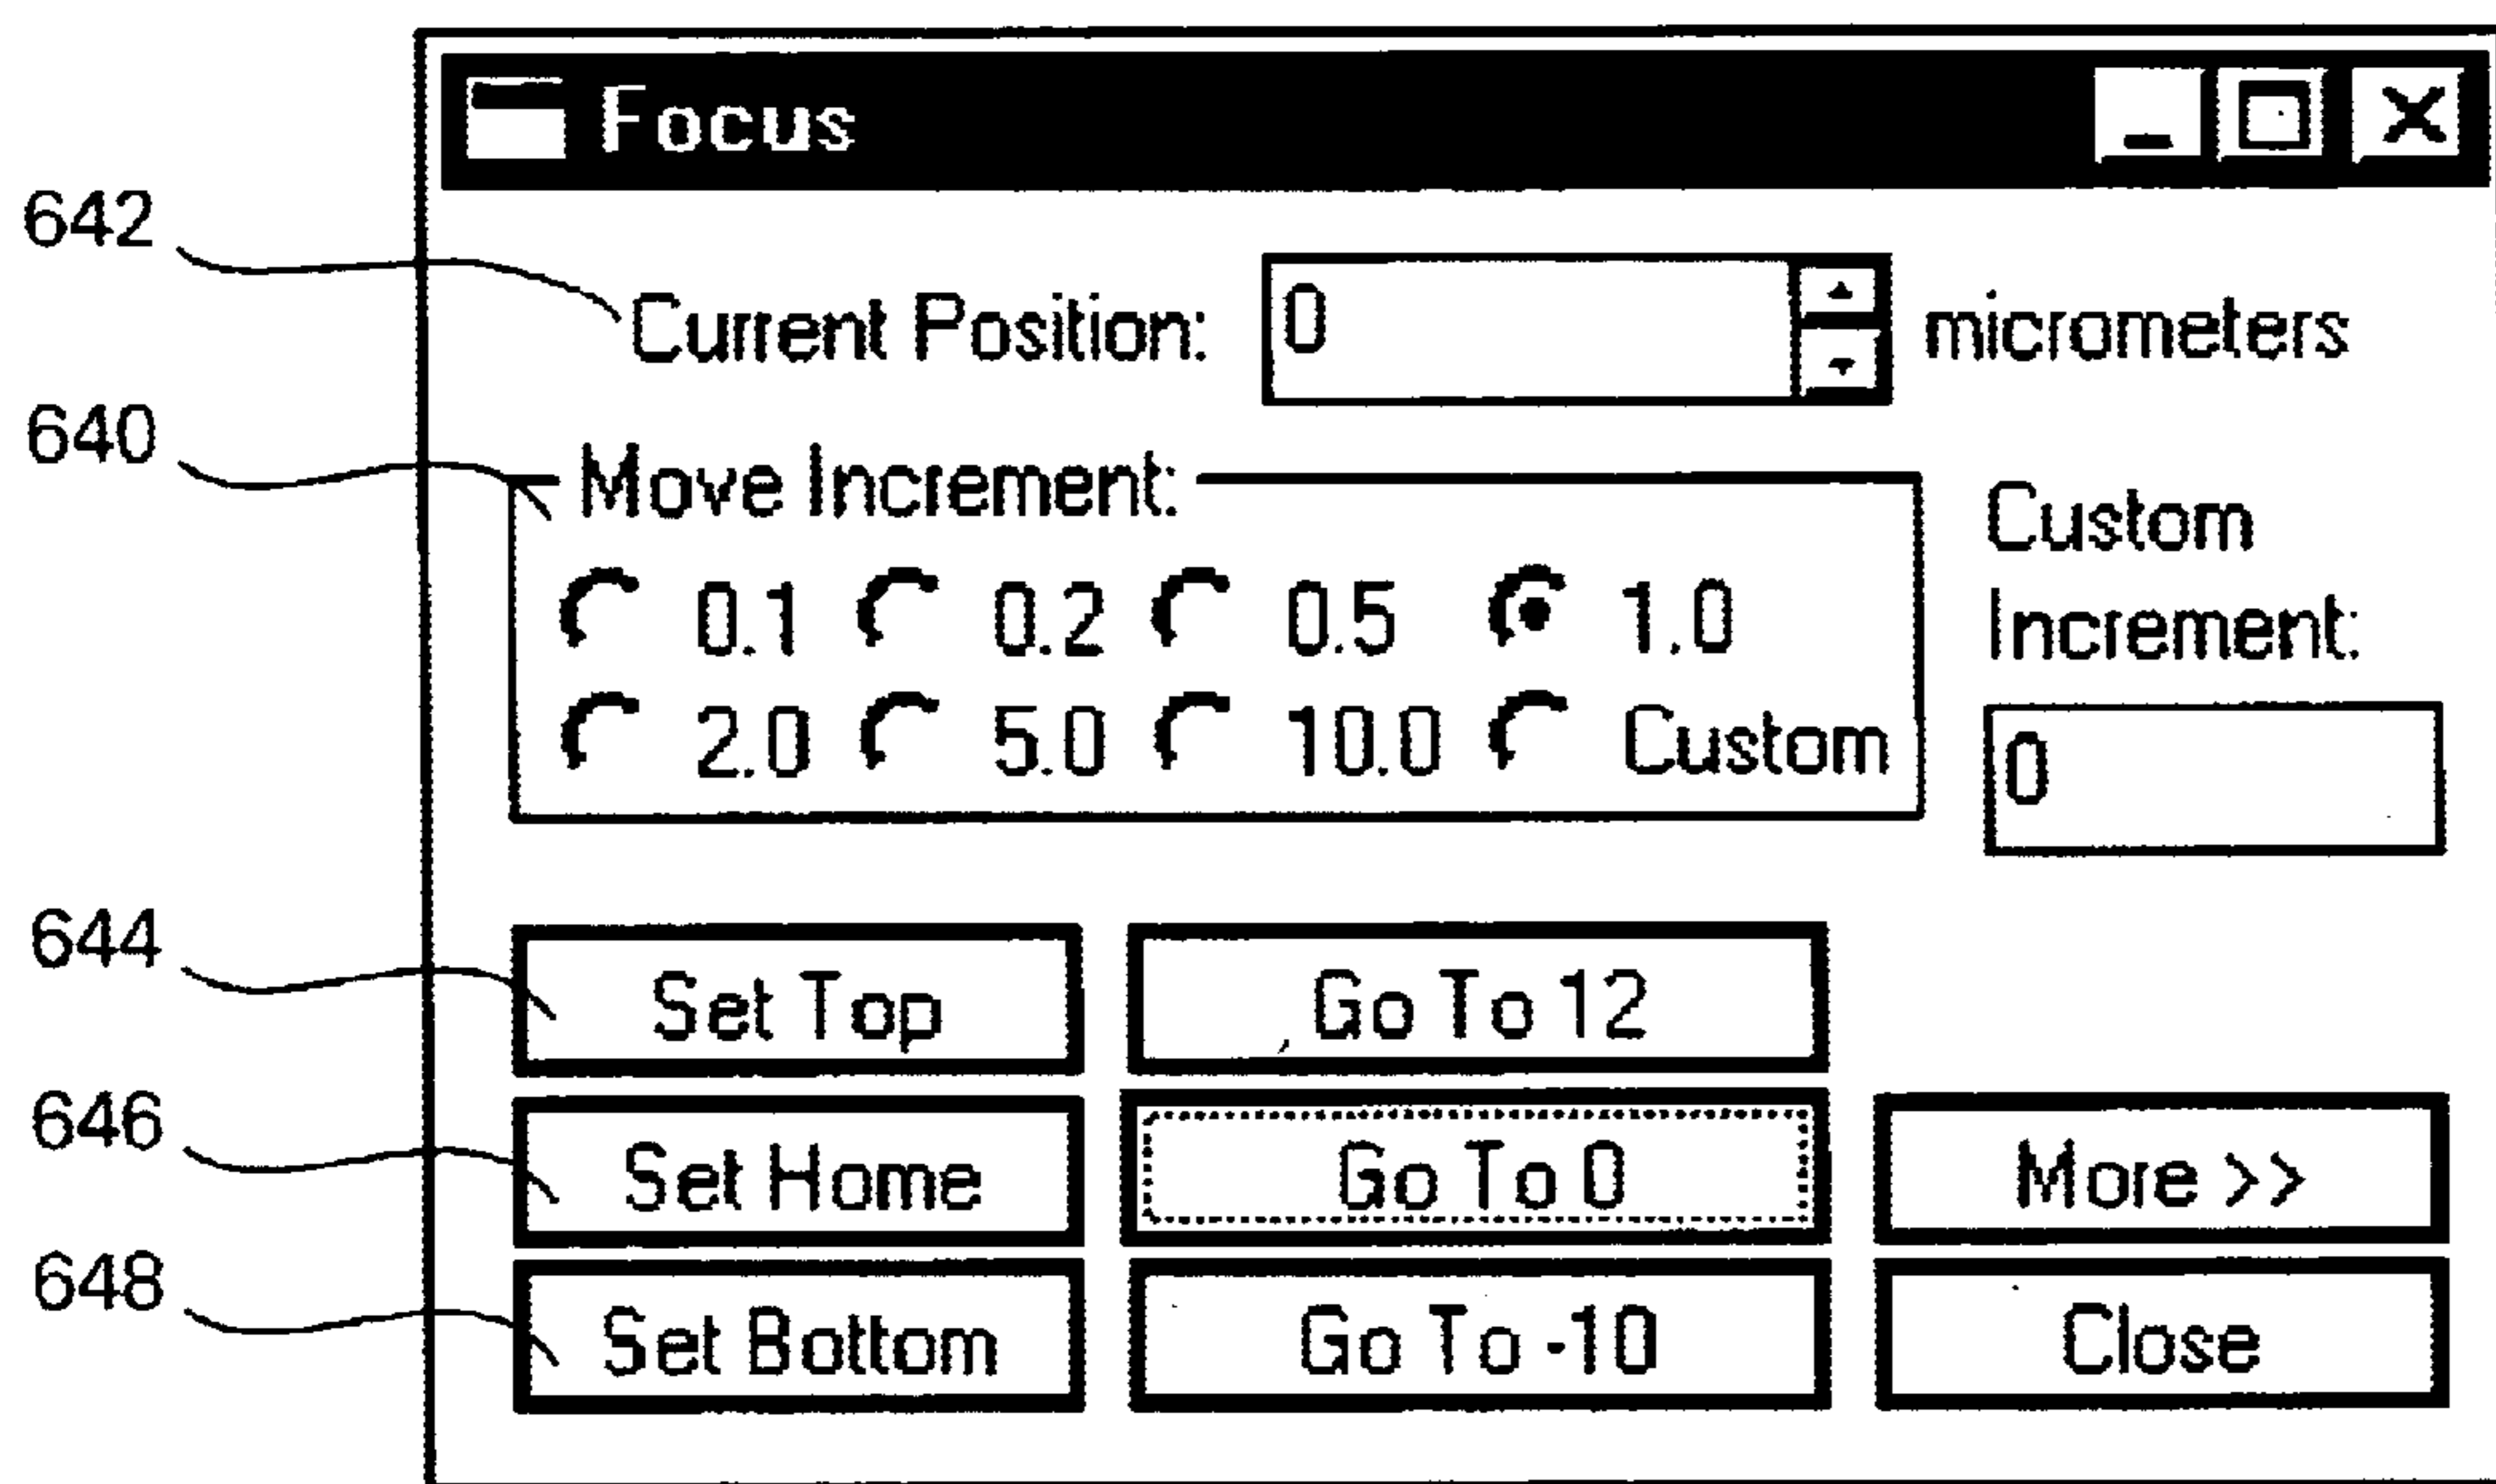 Focus
642
Current Position: 0 micrometers
640
Move Increment:
Custom
Increment:
0.1 0.2 0.5 1.0
2.0 5.0 10.0 Custom
0
644
Set Top Go To 12
646
Set Home Go To 0 More >>
648
Set Bottom Go To -10 Close